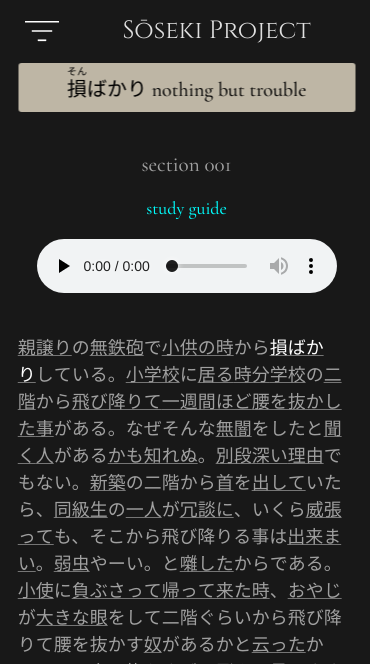 SŌSEKI PROJECT
そん
損ばかり nothing but trouble
section 001
study guide
0:00 / 0:00
親譲りの無鉄砲で小供の時から損ばか
りしている。小学校に居る時分学校の二
階から飛び降りて一週間ほど腰を抜かし
た事がある。なぜそんな無闇をしたと聞
く人があるかも知れぬ。別段深い理由で
もない。新築の二階から首を出していた
ら、同級生の一人が冗談に、いくら威張
っても、そこから飛び降りる事は出来ま
い。弱虫やーい。と囃したからである。
小使に負ぶさって帰って来た時、おやじ
が大きな眼をして二階ぐらいから飛び降
りて腰を抜かす奴があるかと云ったか